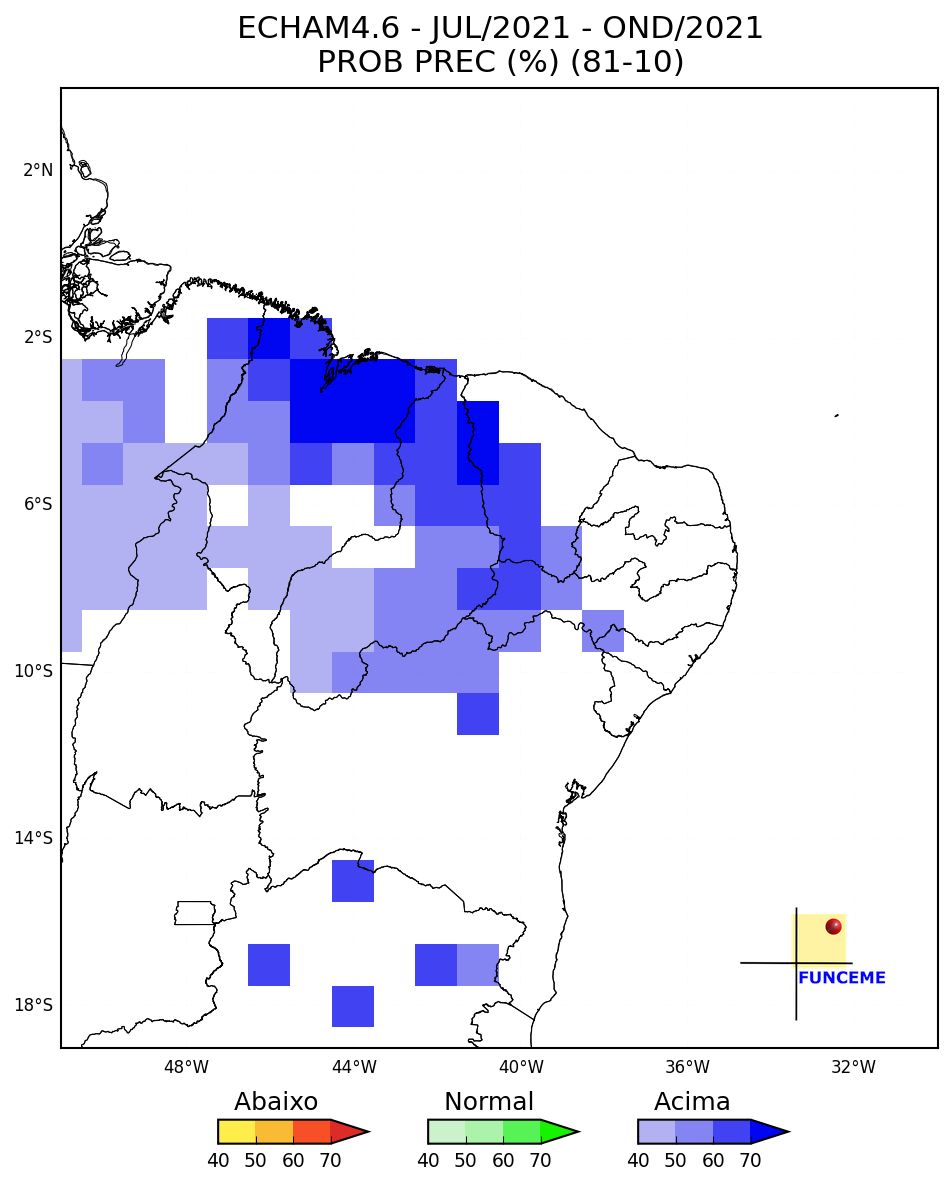 ECHAM4.6 - JUL/2021 - OND/2021
PROB PREC (%) (81-10)
2°N
2°S
6°S
10°S
14°S
18°S
FUNCEME
48°W 44°W 40°W 36°W 32°W
Abaixo Normal Acima
40 50 60 70 40 50 60 70 40 50 60 70